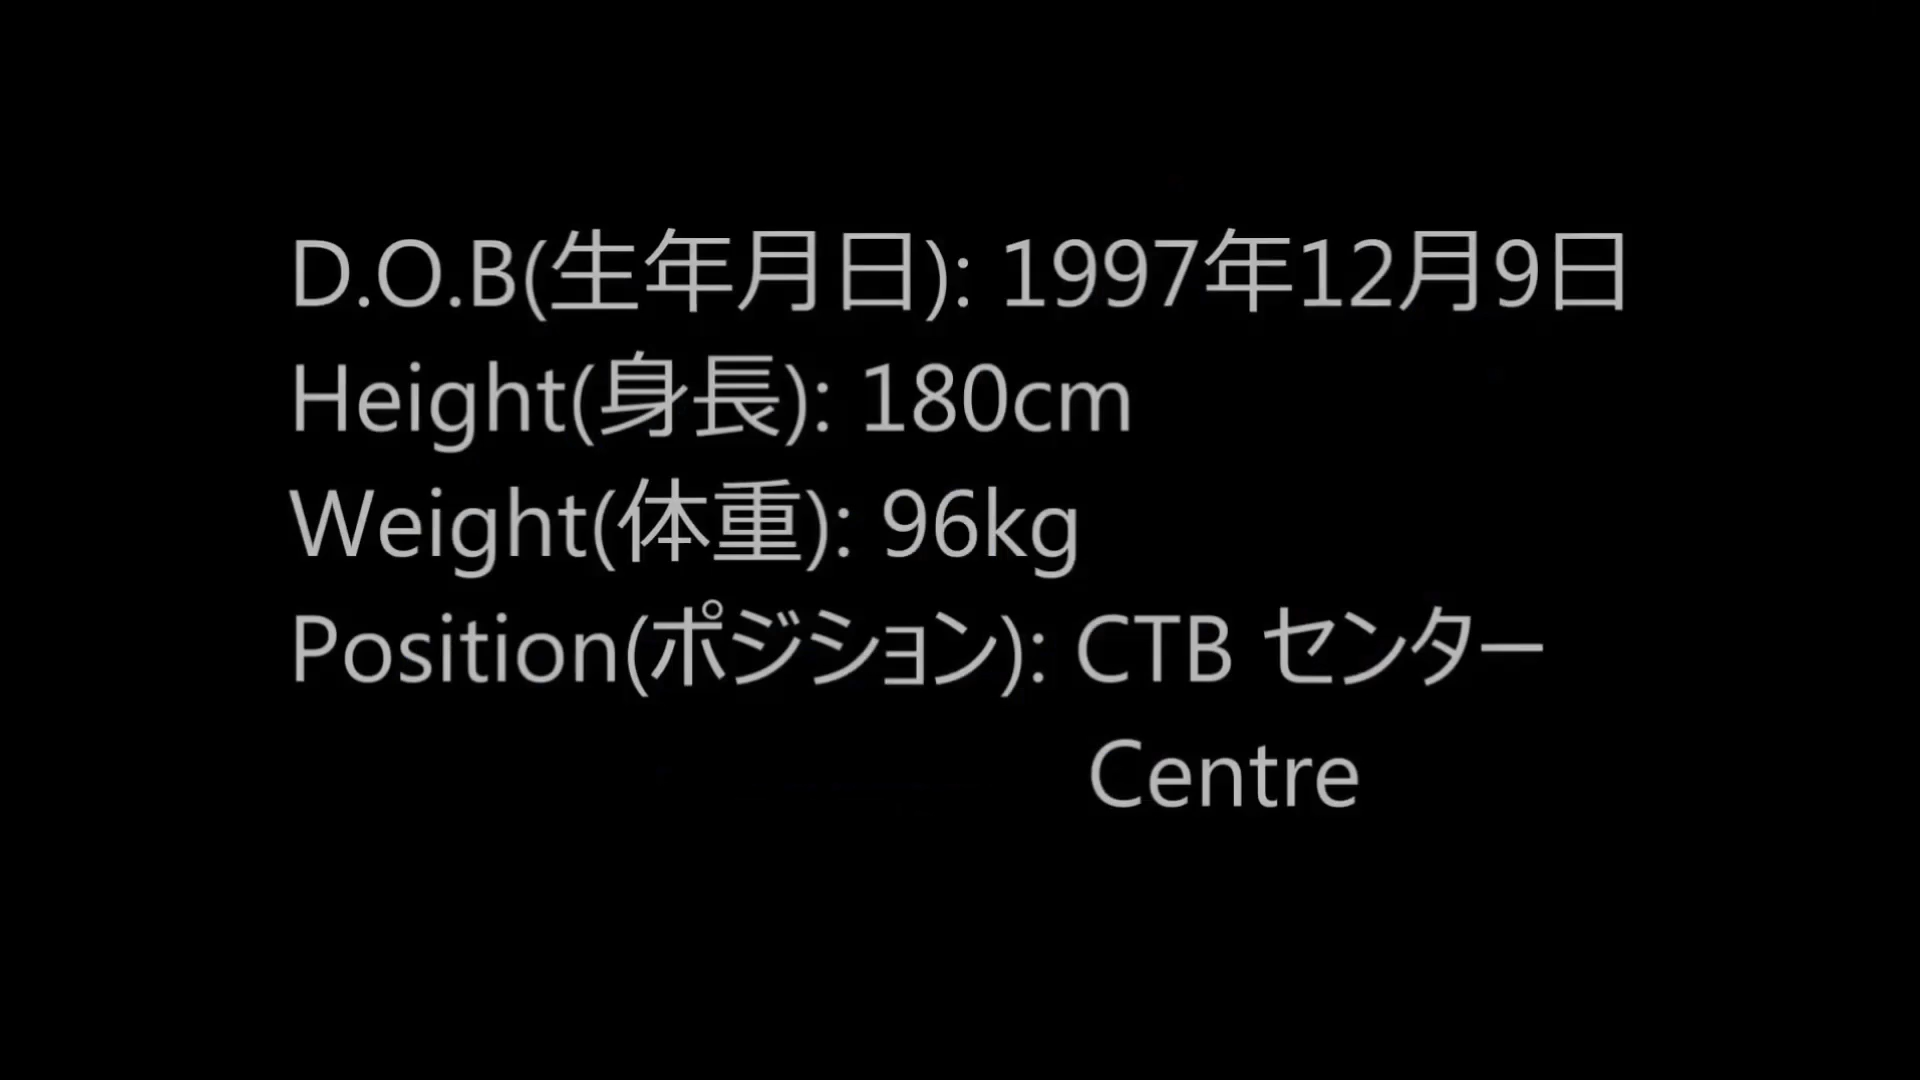 D.O.B(生年月日): 1997年12月9日
Height(身長): 180cm
Weight(体重): 96kg
Position(ポジション): CTB センター
Centre